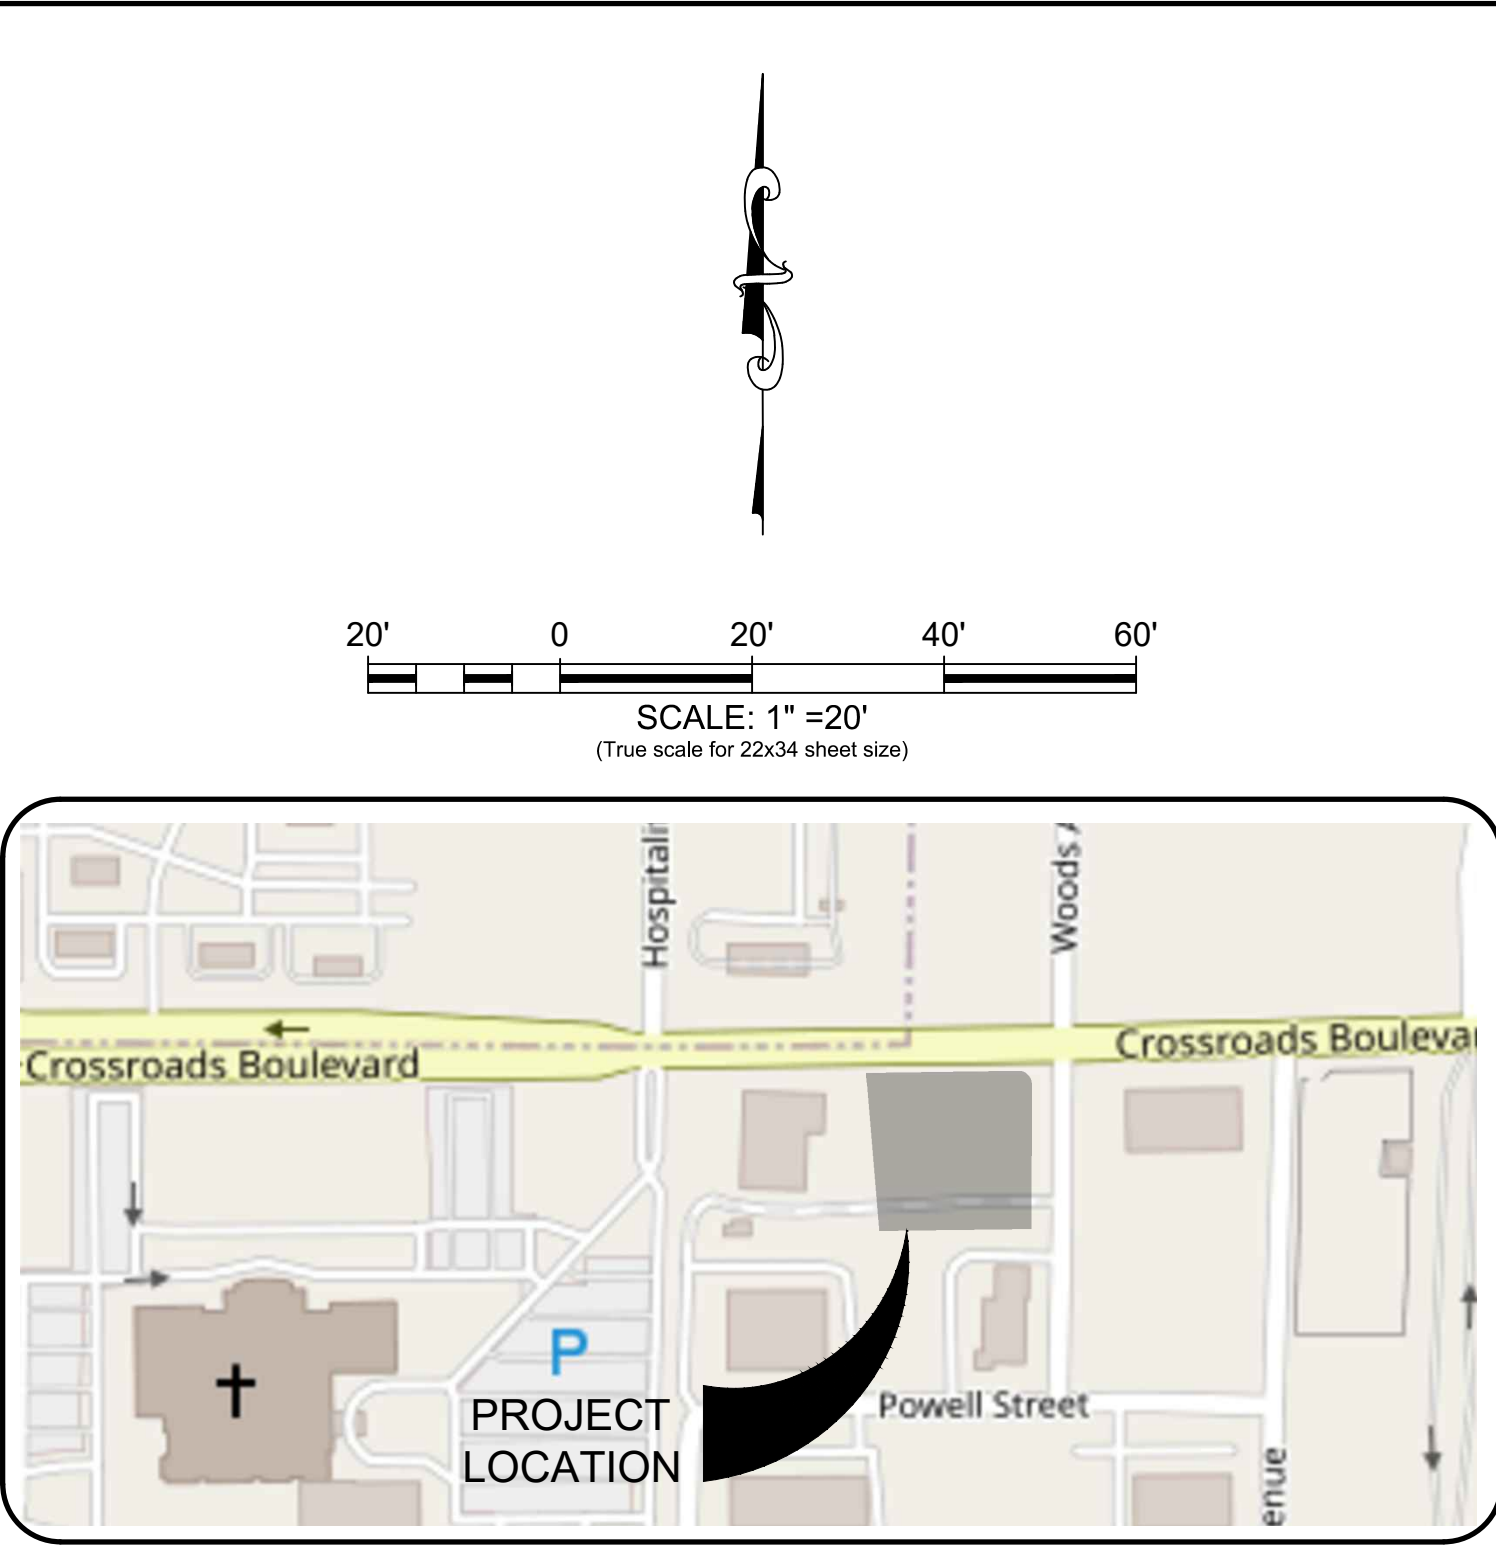 20' 0 20' 40' 60'
SCALE: 1" =20'
(True scale for 22x34 sheet size)
Hospitali
Woods A
Crossroads Boulevard
Crossroads Bouleva
P
PROJECT
LOCATION
Powell Street
enue